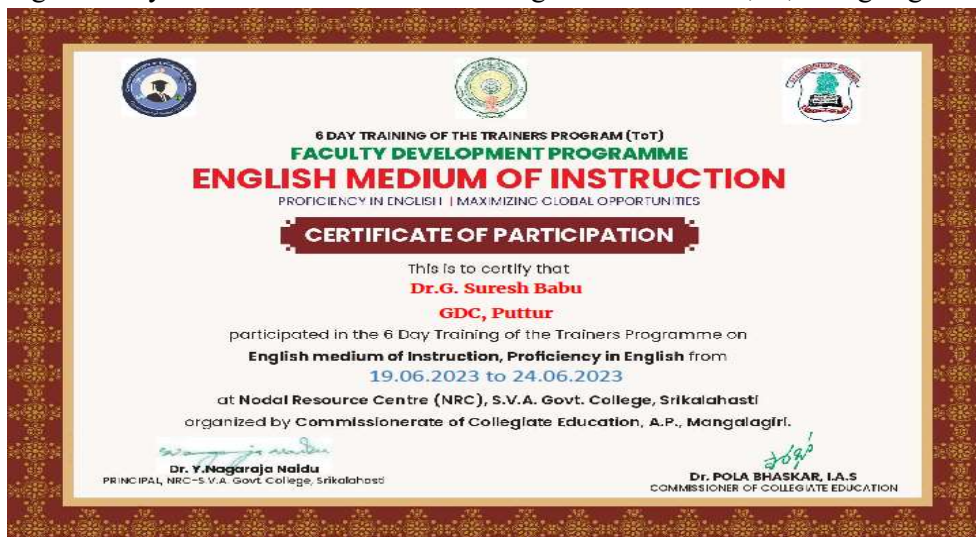 6 DAY TRAINING OF THE TRAINERS PROGRAM (ToT)
FACULTY DEVELOPMENT PROGRAMME
ENGLISH MEDIUM OF INSTRUCTION
PROFICIENCY IN ENGLISH | MAXIMIZING GLOBAL OPPORTUNITIES
CERTIFICATE OF PARTICIPATION
This is to certify that
Dr.G. Suresh Babu
GDC, Puttur
participated in the 6 Day Training of the Trainers Programme on
English medium of Instruction, Proficiency in English from
19.06.2023 to 24.06.2023
at Nodal Resource Centre (NRC), S.V.A. Govt. College, Srikalahasti
organized by Commissionerate of Collegiate Education, A.P., Mangalagiri.
Dr. Y.Nagaraja Naidu
PRINCIPAL, NRC-S.V.A. Govt. College, Srikalahasti
Dr. POLA BHASKAR, I.A.S
COMMISSIONER OF COLLEGIATE EDUCATION